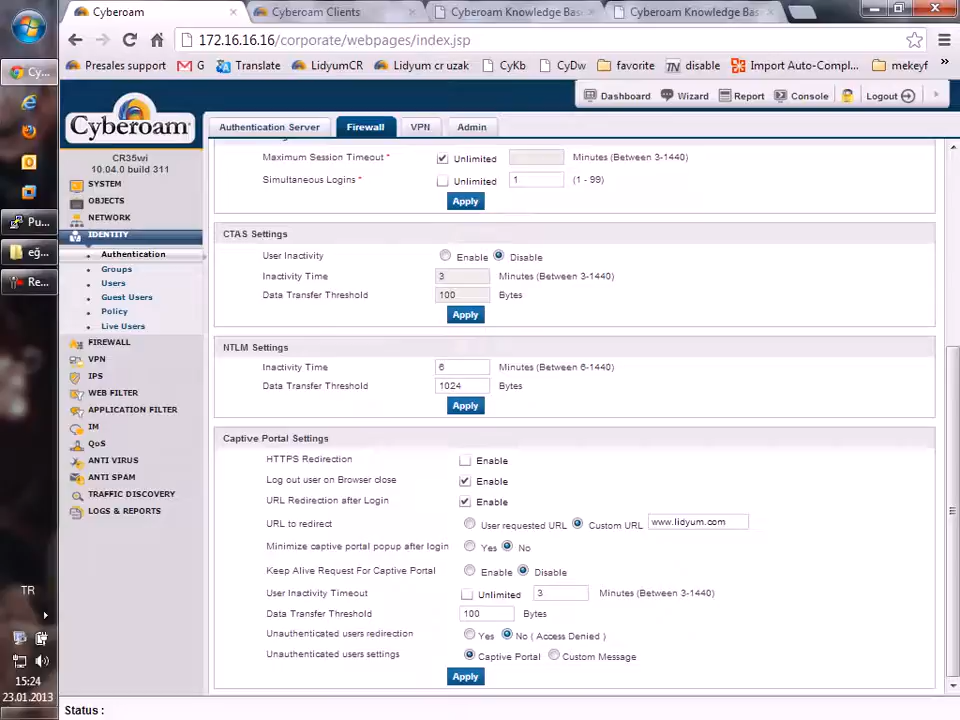 Cyberoam
Cyberoam Clients
Cyberoam Knowledge Bas
Cyberoam Knowledge Bas
172.16.16.16/corporate/webpages/index.jsp
Presales support
G
Translate
LidyumCR
Lidyum cr uzak
CyKb
CyDw
favorite
TN disable
Import Auto-Compl...
mekeyf
»
Dashboard
Wizard
Report
Console
Logout
Cyberoam
CR35wi
10.04.0 build 311
Authentication Server
Firewall
VPN
Admin
SYSTEM
OBJECTS
NETWORK
IDENTITY
Authentication
Groups
Users
Guest Users
Policy
Live Users
FIREWALL
VPN
IPS
WEB FILTER
APPLICATION FILTER
IM
QoS
ANTI VIRUS
ANTI SPAM
TRAFFIC DISCOVERY
LOGS & REPORTS
Maximum Session Timeout * Unlimited Minutes (Between 3-1440)
Simultaneous Logins * Unlimited 1 (1 - 99)
Apply
CTAS Settings
User Inactivity Enable Disable
Inactivity Time 3 Minutes (Between 3-1440)
Data Transfer Threshold 100 Bytes
Apply
NTLM Settings
Inactivity Time 6 Minutes (Between 6-1440)
Data Transfer Threshold 1024 Bytes
Apply
Captive Portal Settings
HTTPS Redirection Enable
Log out user on Browser close Enable
URL Redirection after Login Enable
URL to redirect User requested URL Custom URL www.lidyum.com
Minimize captive portal popup after login Yes No
Keep Alive Request For Captive Portal Enable Disable
User Inactivity Timeout Unlimited 3 Minutes (Between 3-1440)
Data Transfer Threshold 100 Bytes
Unauthenticated users redirection Yes No ( Access Denied )
Unauthenticated users settings Captive Portal Custom Message
Apply
Status :
Cy...
Pu...
eğ...
Re...
TR
15:24
23.01.2013